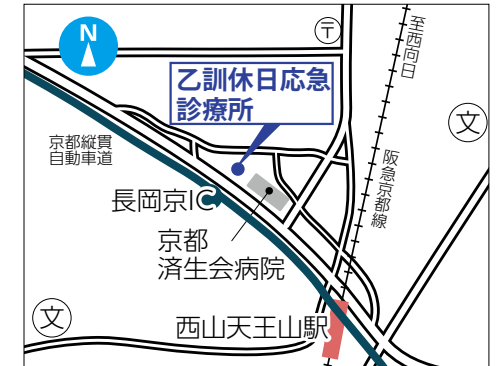 N
〒
至西向日
乙訓休日応急
診療所
文
京都縦貫
自動車道
阪急京都線
長岡京IC
京都
済生会病院
文
西山天王山駅